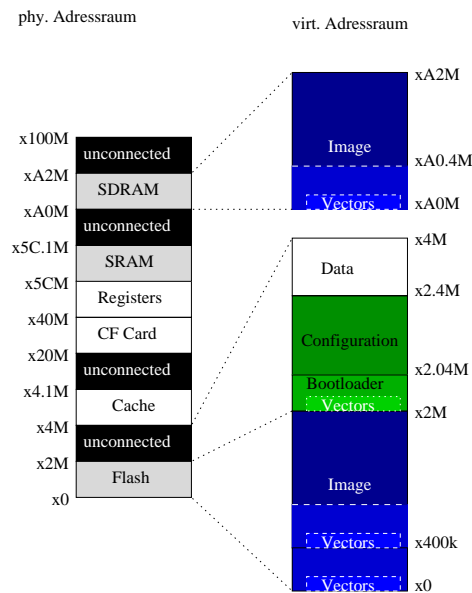 phy. Adressraum
virt. Adressraum
x100M
unconnected
xA2M
SDRAM
xA0M
unconnected
x5C.1M
SRAM
x5CM
Registers
x40M
CF Card
x20M
unconnected
x4.1M
Cache
x4M
unconnected
x2M
Flash
x0
xA2M
Image
xA0.4M
Vectors
xA0M
x4M
Data
x2.4M
Configuration
x2.04M
Bootloader
Vectors
x2M
Image
Vectors
x400k
Vectors
x0